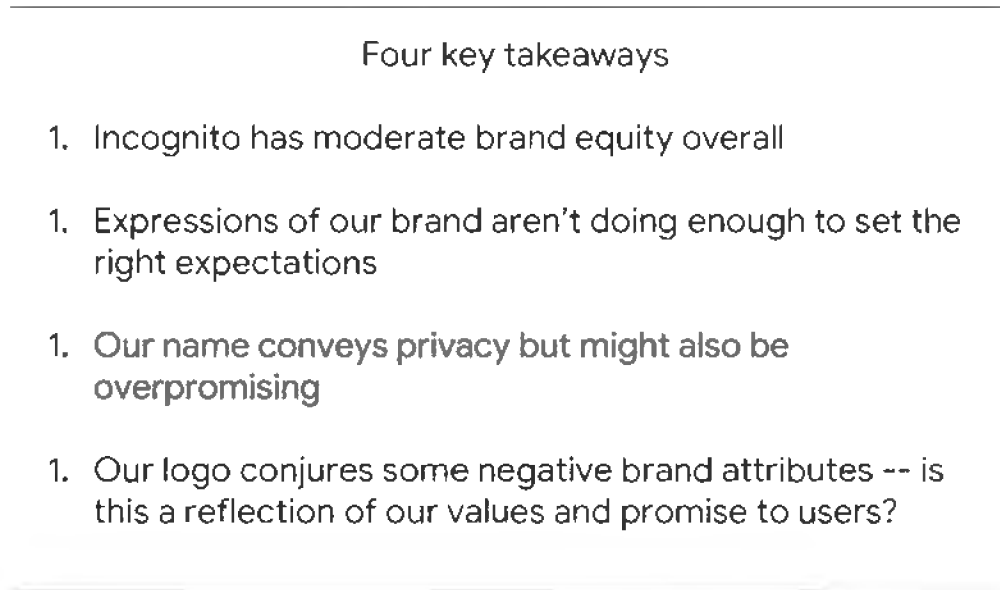 Four key takeaways
1. Incognito has moderate brand equity overall
1. Expressions of our brand aren't doing enough to set the
right expectations
1. Our name conveys privacy but might also be
overpromising
1. Our logo conjures some negative brand attributes -- is
this a reflection of our values and promise to users?